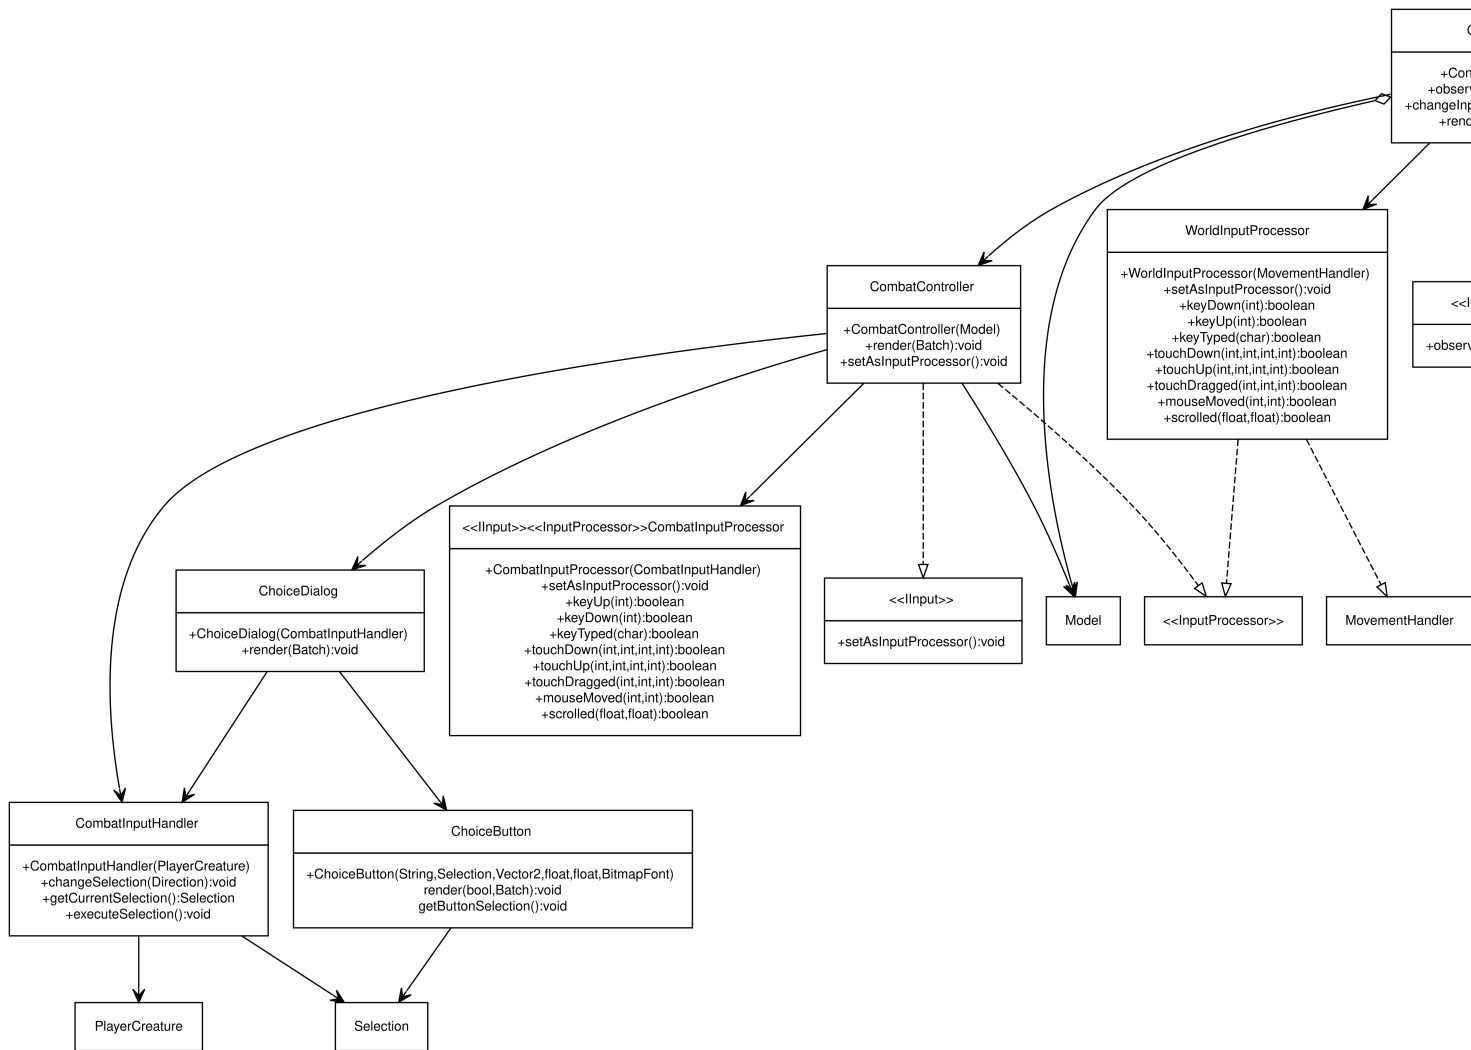 WorldInputProcessor
+WorldInputProcessor(MovementHandler)
+setAsInputProcessor():void
+keyDown(int):boolean
+keyUp(int):boolean
+keyTyped(char):boolean
+touchDown(int,int,int,int):boolean
+touchUp(int,int,int,int):boolean
+touchDragged(int,int,int):boolean
+mouseMoved(int,int):boolean
+scrolled(float,float):boolean
CombatController
+CombatController(Model)
+render(Batch):void
+setAsInputProcessor():void
<<IInput>><<InputProcessor>>CombatInputProcessor
+CombatInputProcessor(CombatInputHandler)
+setAsInputProcessor():void
+keyUp(int):boolean
+keyDown(int):boolean
+keyTyped(char):boolean
+touchDown(int,int,int,int):boolean
+touchUp(int,int,int,int):boolean
+touchDragged(int,int,int):boolean
+mouseMoved(int,int):boolean
+scrolled(float,float):boolean
ChoiceDialog
+ChoiceDialog(CombatInputHandler)
+render(Batch):void
<<IInput>>
+setAsInputProcessor():void
Model
<<InputProcessor>>
MovementHandler
CombatInputHandler
+CombatInputHandler(PlayerCreature)
+changeSelection(Direction):void
+getCurrentSelection():Selection
+executeSelection():void
ChoiceButton
+ChoiceButton(String,Selection,Vector2,float,float,BitmapFont)
render(bool,Batch):void
getButtonSelection():void
PlayerCreature
Selection